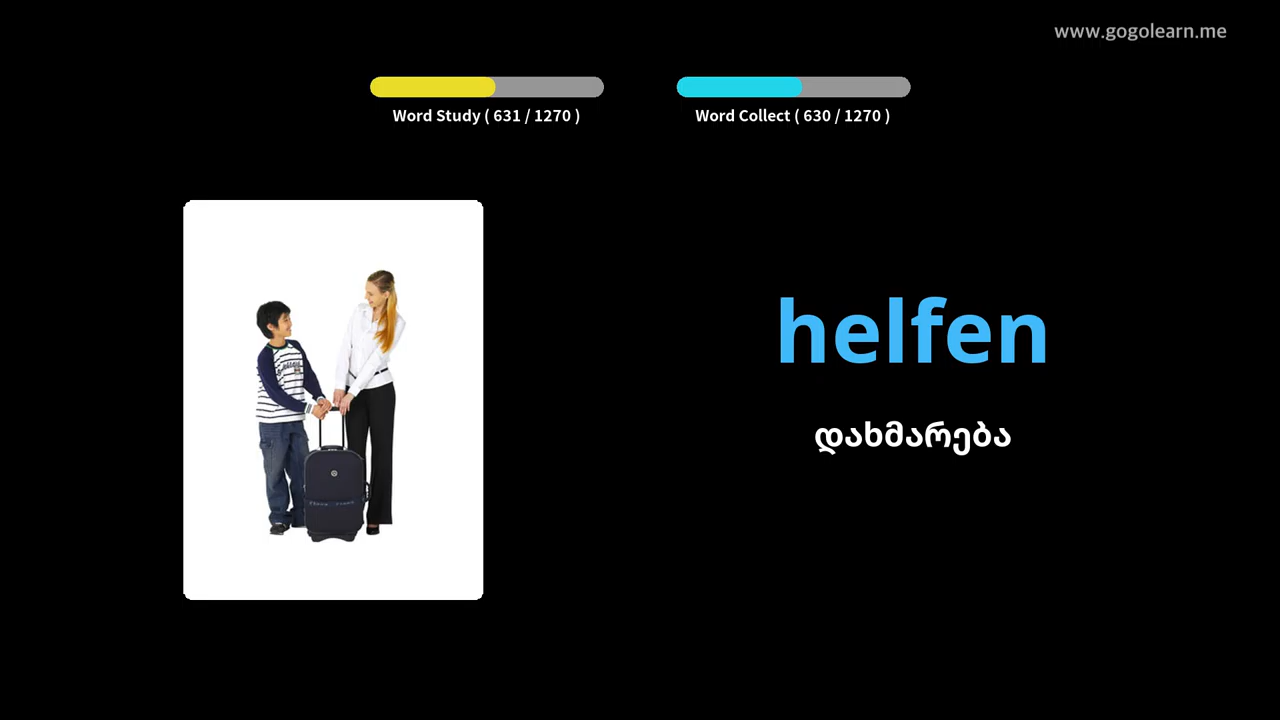 www.gogolearn.me
Word Study ( 631 / 1270 )
Word Collect ( 630 / 1270 )
helfen
დახმარება